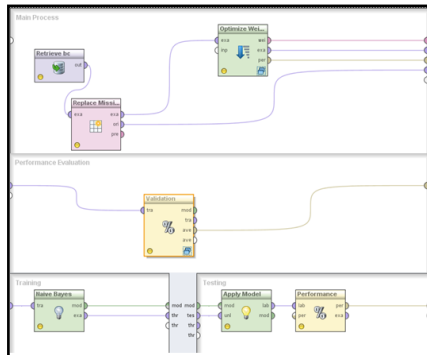 Main Process
Optimize Wei...
exa
wei
inp
exa
per
Retrieve bc
out
Replace Missi...
exa
exa
ori
pre
Performance Evaluation
Validation
tra
mod
tra
ave
ave
Training
Testing
Naive Bayes
tra
mod
exa
mod
mod
thr
tes
thr
thr
thr
Apply Model
mod
lab
unl
mod
Performance
lab
per
per
exa